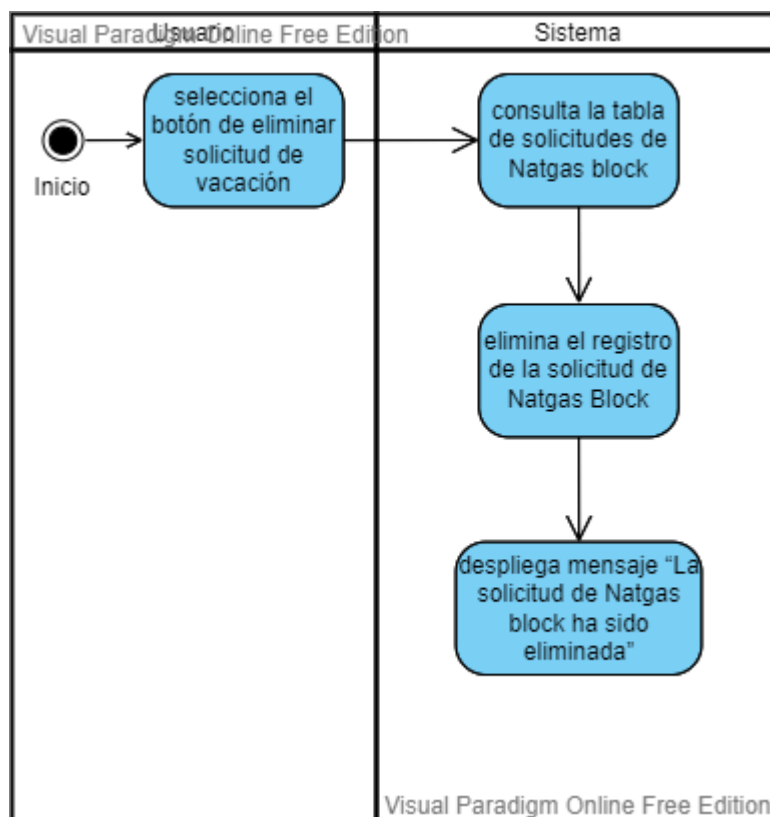 Visual Paradigm Online Free Edition
Usuario
Sistema
selecciona el
botón de eliminar
solicitud de
vacación
consulta la tabla
de solicitudes de
Natgas block
Inicio
elimina el registro
de la solicitud de
Natgas Block
despliega mensaje “La
solicitud de Natgas
block ha sido
eliminada”
Visual Paradigm Online Free Edition